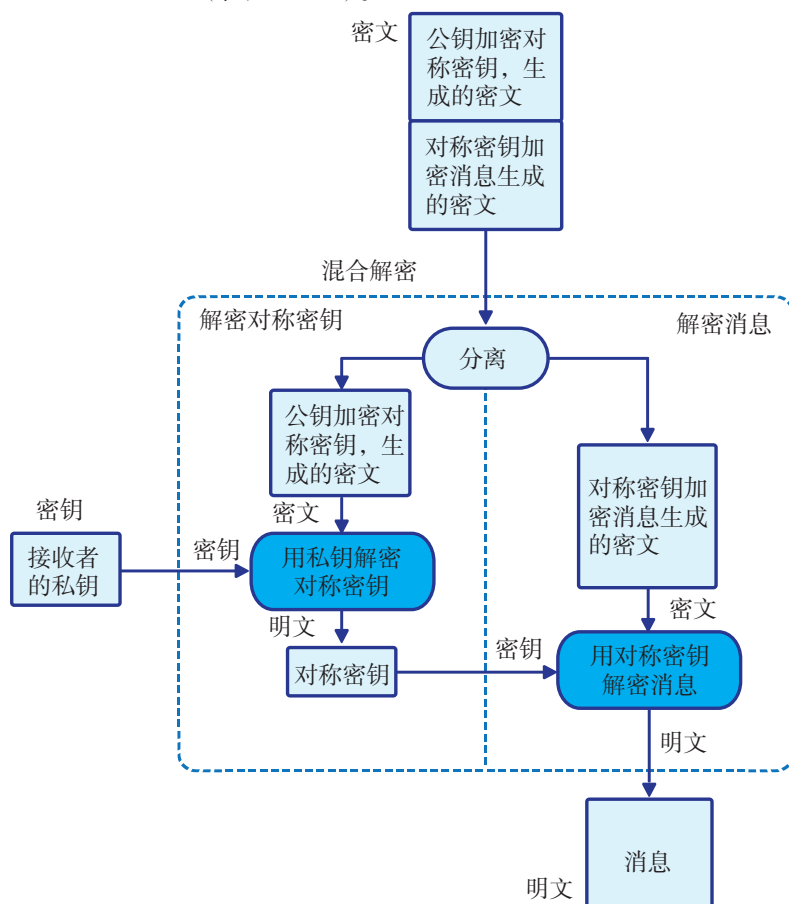 密文
公钥加密对
称密钥，生
成的密文
对称密钥加
密消息生成
的密文
混合解密
解密对称密钥
解密消息
分离
公钥加密对
称密钥，生
成的密文
对称密钥加
密消息生成
的密文
密钥
接收者
的私钥
密钥
密文
用私钥解密
对称密钥
明文
对称密钥
密钥
密文
用对称密钥
解密消息
明文
消息
明文